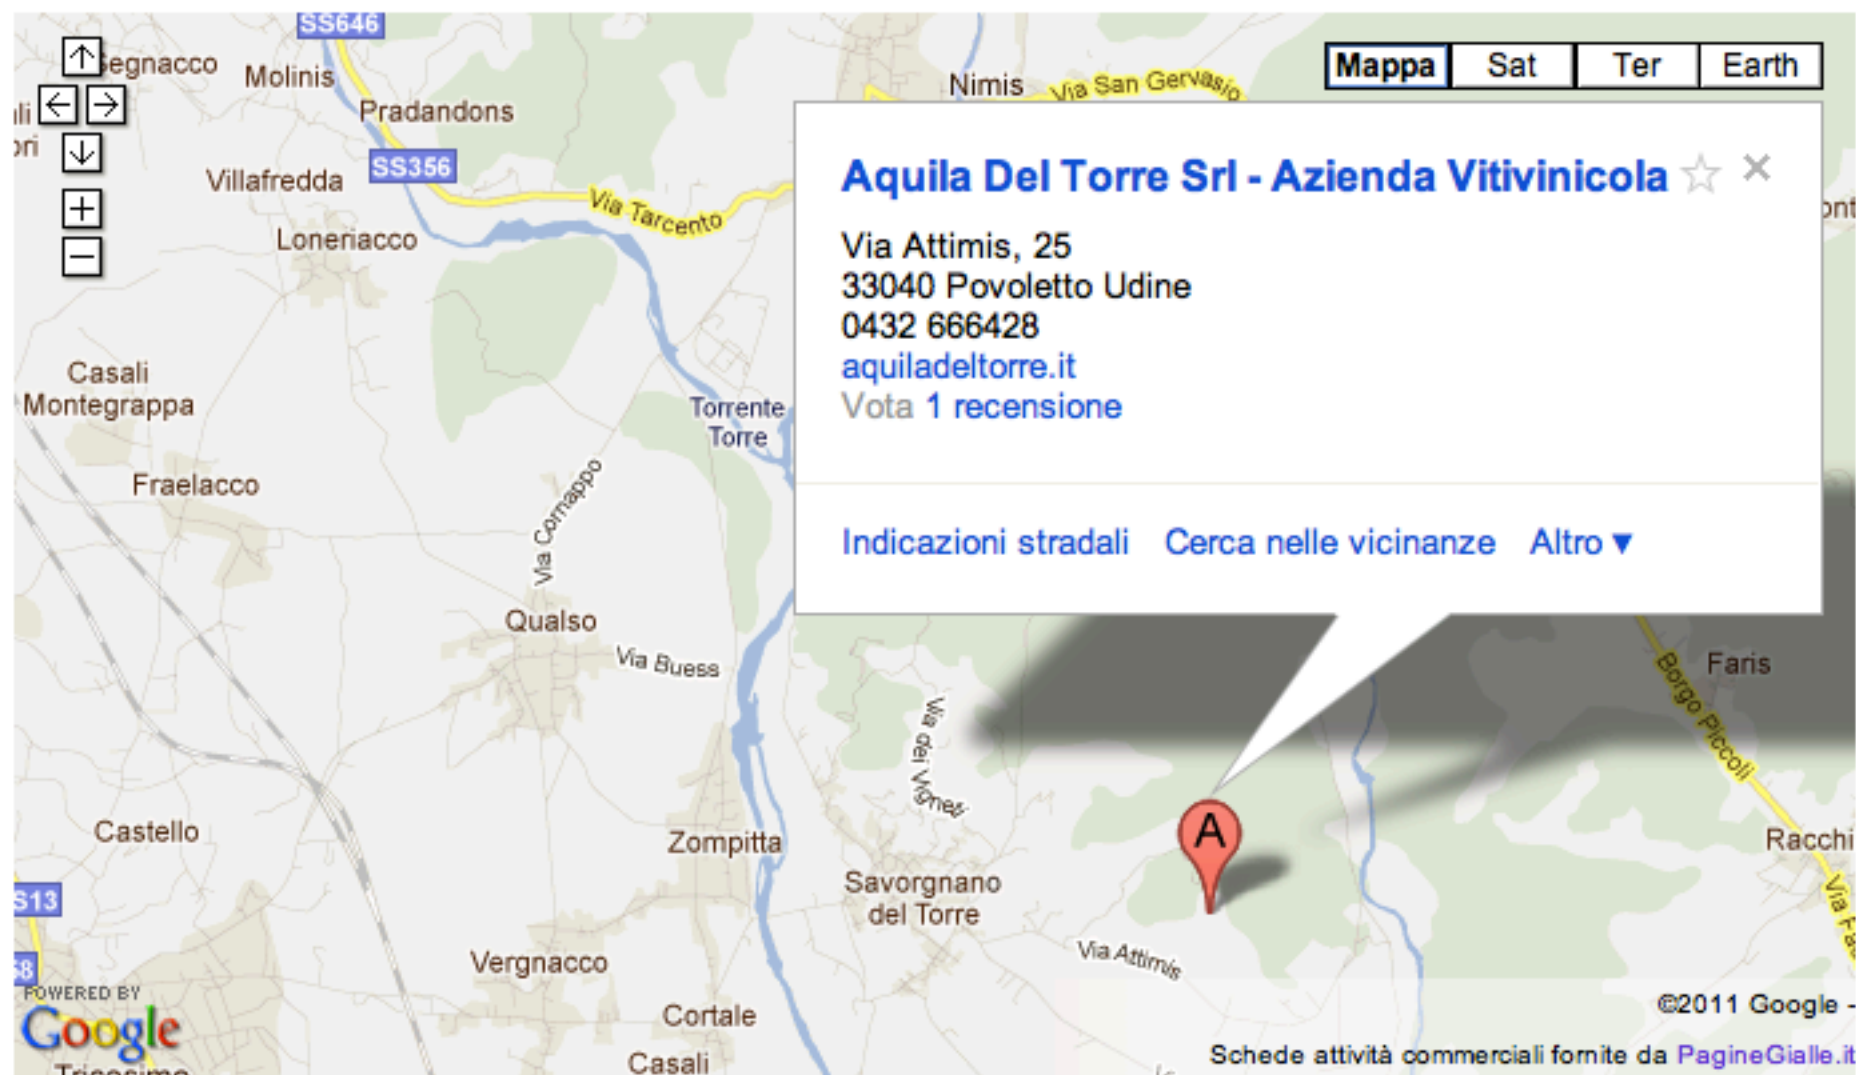 SS646
Segnacco
Molinis
Nimis
Via San Gervasio
Mappa
Sat
Ter
Earth
Pradandons
SS356
Villafredda
Via Tarcento
Loneriacco
Aquila Del Torre Srl - Azienda Vitivinicola
Via Attimis, 25
33040 Povoletto Udine
0432 666428
aquiladeltorre.it
Vota 1 recensione
Indicazioni stradali Cerca nelle vicinanze Altro
Casali
Montegrappa
Torrente
Torre
Fraelacco
Via Cornappo
Qualso
Via Buess
Faris
Borgo Piccoli
Via dei Vigneti
A
Castello
Zompitta
Racchi
Savorgnano
del Torre
S13
Via Attimis
Vergnacco
POWERED BY
Google
Cortale
©2011 Google -
Casali
Schede attività commerciali fornite da PagineGialle.it